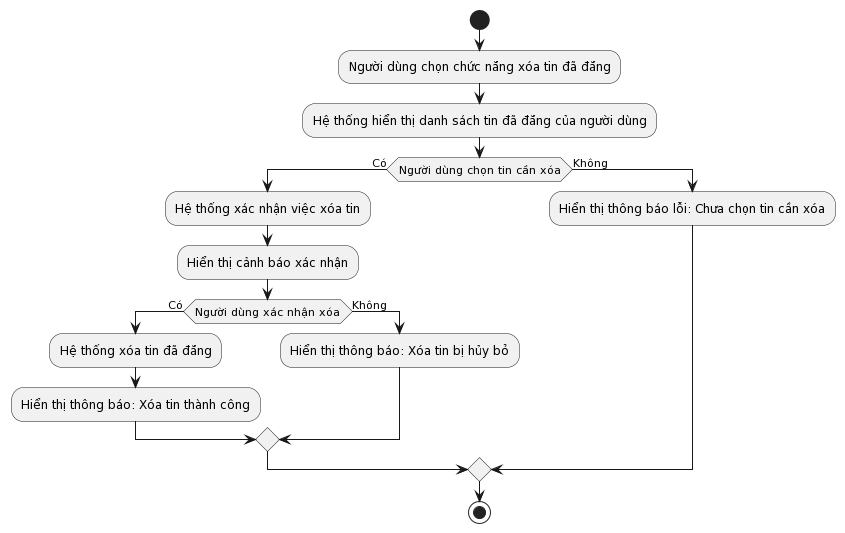 Người dùng chọn chức năng xóa tin đã đăng
Hệ thống hiển thị danh sách tin đã đăng của người dùng
Có
Người dùng chọn tin cần xóa
Không
Hệ thống xác nhận việc xóa tin
Hiển thị thông báo lỗi: Chưa chọn tin cần xóa
Hiển thị cảnh báo xác nhận
Có
Người dùng xác nhận xóa
Không
Hệ thống xóa tin đã đăng
Hiển thị thông báo: Xóa tin bị hủy bỏ
Hiển thị thông báo: Xóa tin thành công